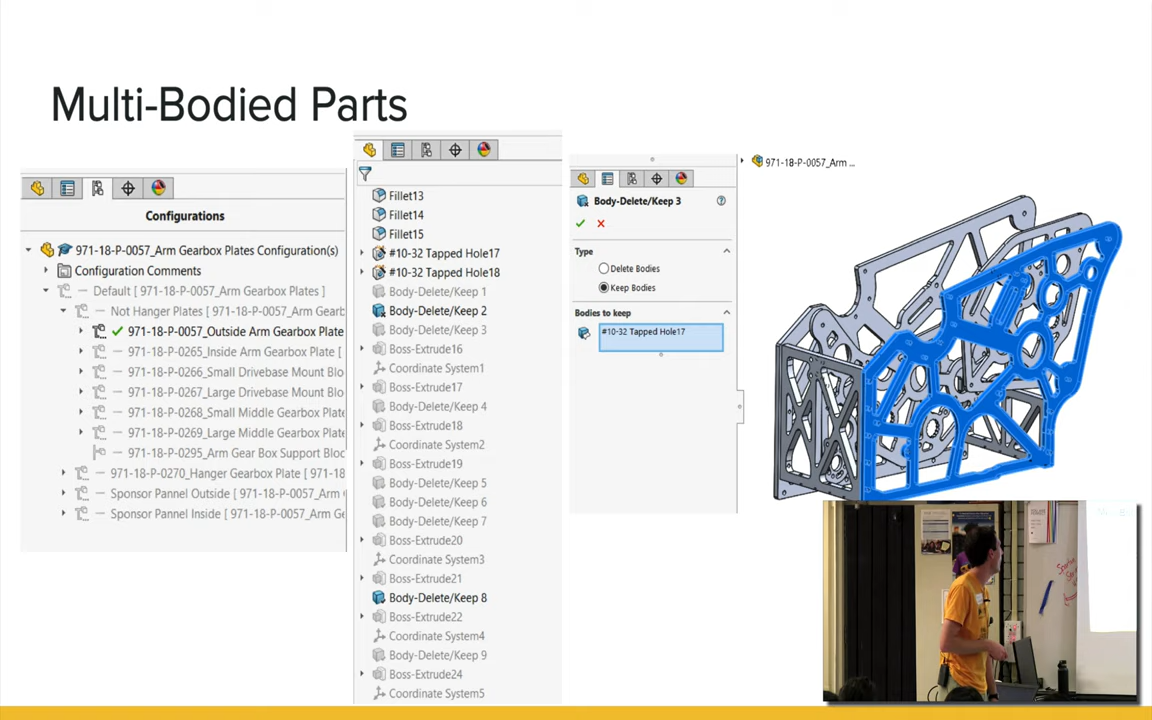 Multi-Bodied Parts
Configurations
971-18-P-0057_Arm Gearbox Plates Configuration(s)
Configuration Comments
Default [ 971-18-P-0057_Arm Gearbox Plates ]
Not Hanger Plates [ 971-18-P-0057_Arm Gearb
971-18-P-0057_Outside Arm Gearbox Plate
971-18-P-0265_Inside Arm Gearbox Plate [
971-18-P-0266_Small Drivebase Mount Blo
971-18-P-0267_Large Drivebase Mount Blo
971-18-P-0268_Small Middle Gearbox Plate
971-18-P-0269_Large Middle Gearbox Plate
971-18-P-0295_Arm Gear Box Support Bloc
971-18-P-0270_Hanger Gearbox Plate [ 971-18
Sponsor Pannel Outside [ 971-18-P-0057_Arm
Sponsor Pannel Inside [ 971-18-P-0057_Arm Ge
Fillet13
Fillet14
Fillet15
#10-32 Tapped Hole17
#10-32 Tapped Hole18
Body-Delete/Keep 1
Body-Delete/Keep 2
Body-Delete/Keep 3
Boss-Extrude16
Coordinate System1
Boss-Extrude17
Body-Delete/Keep 4
Boss-Extrude18
Coordinate System2
Boss-Extrude19
Body-Delete/Keep 5
Body-Delete/Keep 6
Body-Delete/Keep 7
Boss-Extrude20
Coordinate System3
Boss-Extrude21
Body-Delete/Keep 8
Boss-Extrude22
Coordinate System4
Body-Delete/Keep 9
Boss-Extrude24
Coordinate System5
Body-Delete/Keep 3
Type
Delete Bodies
Keep Bodies
Bodies to keep
#10-32 Tapped Hole17
971-18-P-0057_Arm ...